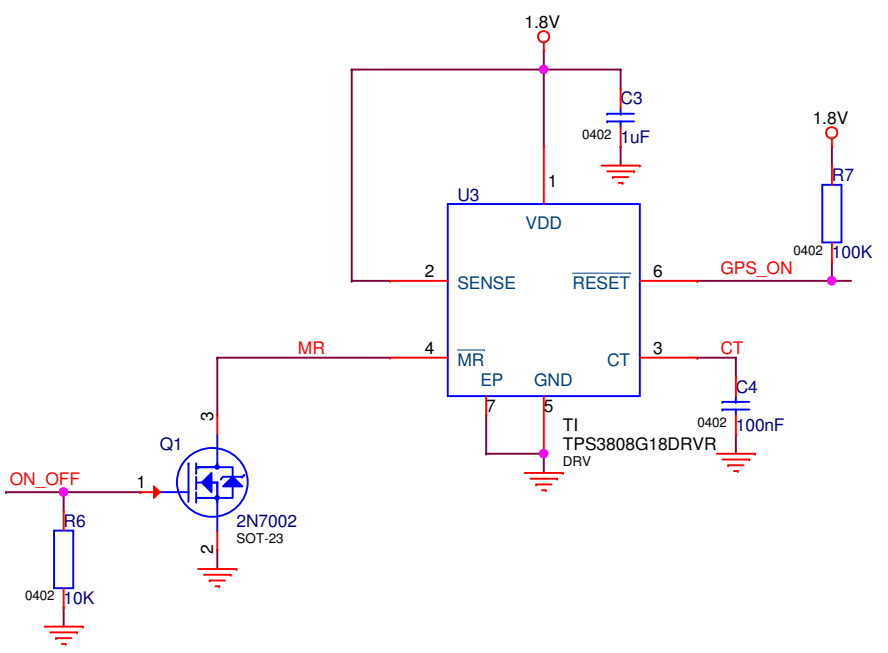 1.8V
C3
0402
1uF
1.8V
R7
0402
100K
U3
1
VDD
2
SENSE
RESET
6
GPS_ON
MR
4
MR
CT
3
CT
EP
GND
7
5
C4
0402
100nF
TI
TPS3808G18DRVR
DRV
3
Q1
ON_OFF
1
2N7002
SOT-23
2
R6
0402
10K